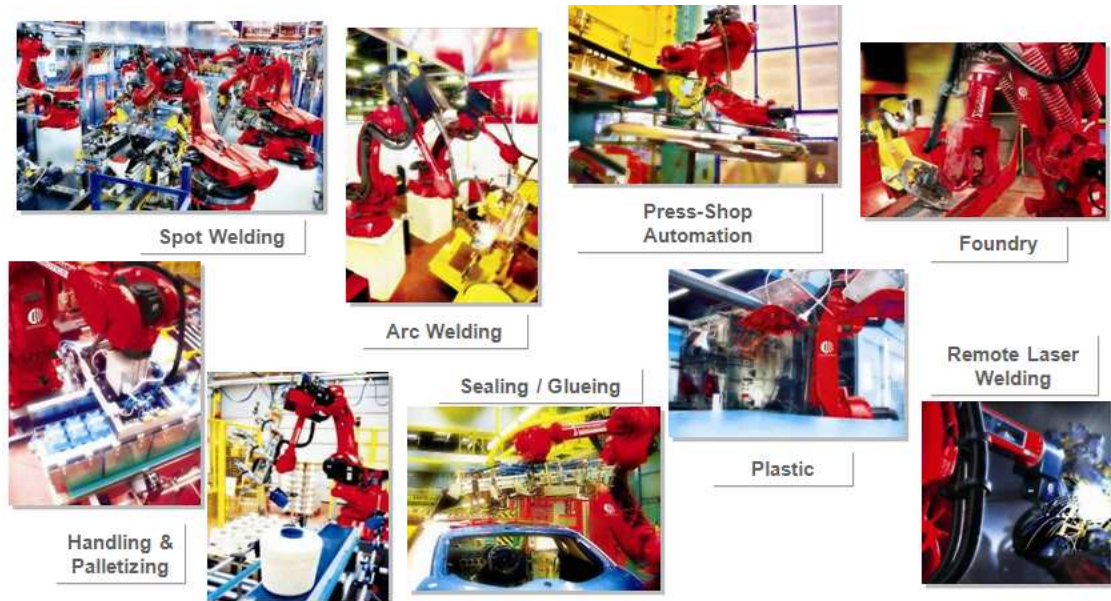 Spot Welding
Arc Welding
Press-Shop
Automation
Foundry
Handling &
Palletizing
Sealing / Glueing
Plastic
Remote Laser
Welding